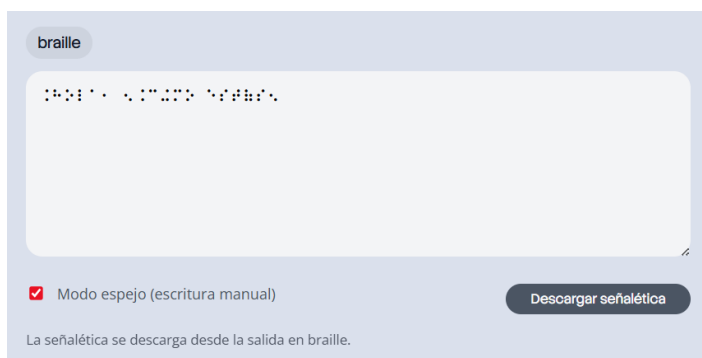 braille
⠨⠓⠕⠇⠁⠂ ⠢⠨⠉⠬⠍⠕ ⠑⠎⠞⠷⠎⠢
Modo espejo (escritura manual)
Descargar señalética
La señalética se descarga desde la salida en braille.